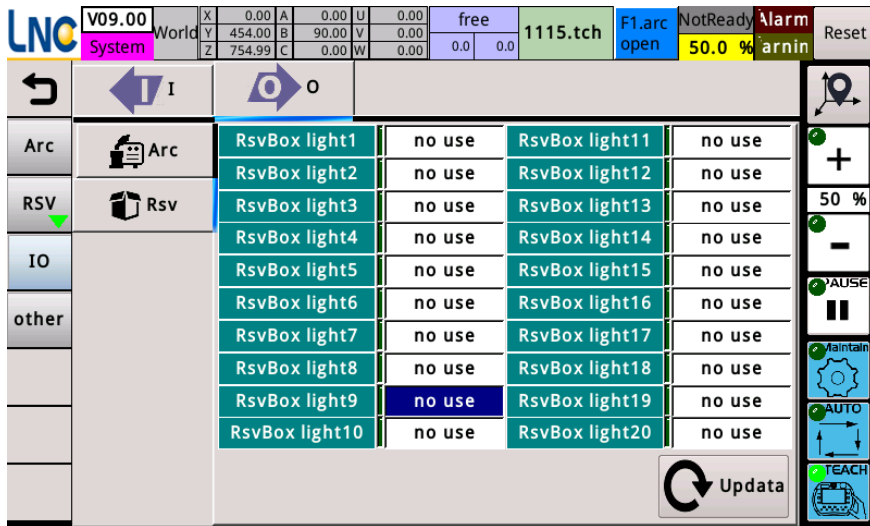 LNC
V09.00
System
World
X 0.00 A 0.00 U 0.00
Y 454.00 B 90.00 V 0.00
Z 754.99 C 0.00 W 0.00
free
0.0 0.0
1115.tch
F1.arc
open
NotReady
50.0 %
Alarm
arnin
Reset
I I
O O
Arc
RSV
IO
other
Arc
Rsv
RsvBox light1 no use RsvBox light11 no use
RsvBox light2 no use RsvBox light12 no use
RsvBox light3 no use RsvBox light13 no use
RsvBox light4 no use RsvBox light14 no use
RsvBox light5 no use RsvBox light15 no use
RsvBox light6 no use RsvBox light16 no use
RsvBox light7 no use RsvBox light17 no use
RsvBox light8 no use RsvBox light18 no use
RsvBox light9 no use RsvBox light19 no use
RsvBox light10 no use RsvBox light20 no use
Updata
+
50 %
-
PAUSE
Maintain
AUTO
TEACH